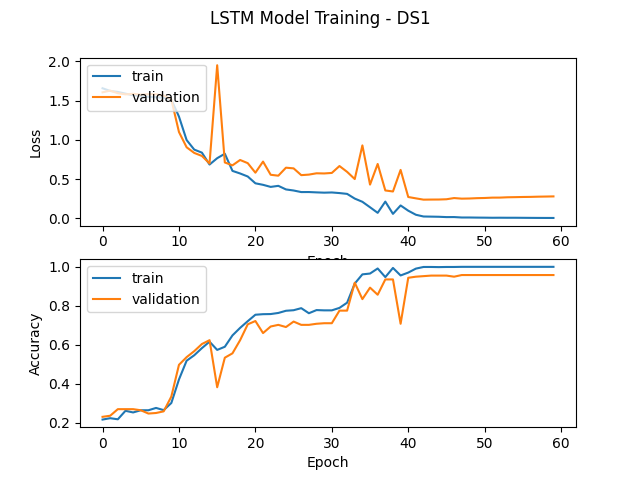 LSTM Model Training - DS1
2.0
1.5
1.0
0.5
0.0
Loss
train
validation
0 10 20 30 40 50 60
Epoch
1.0
0.8
0.6
0.4
0.2
Accuracy
train
validation
0 10 20 30 40 50 60
Epoch